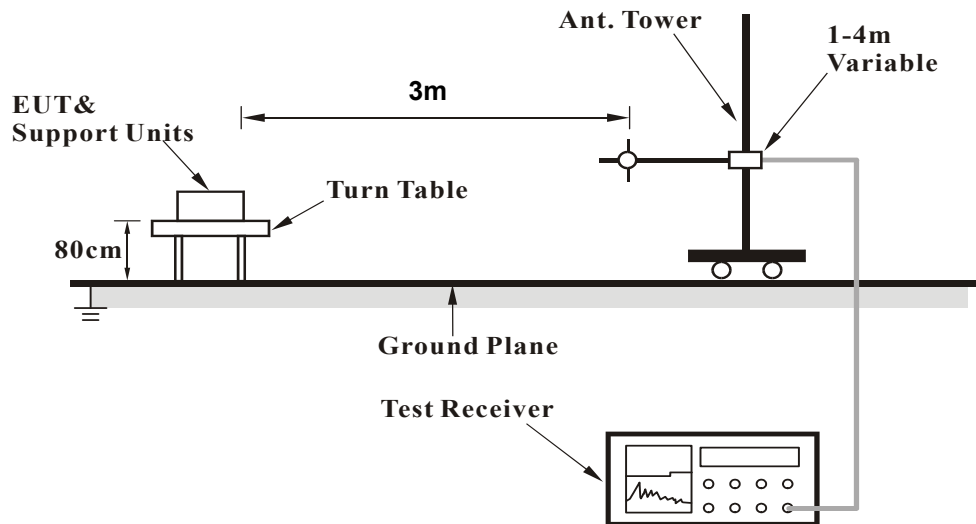 Ant. Tower
1-4m
Variable
3m
EUT&
Support Units
Turn Table
80cm
Ground Plane
Test Receiver